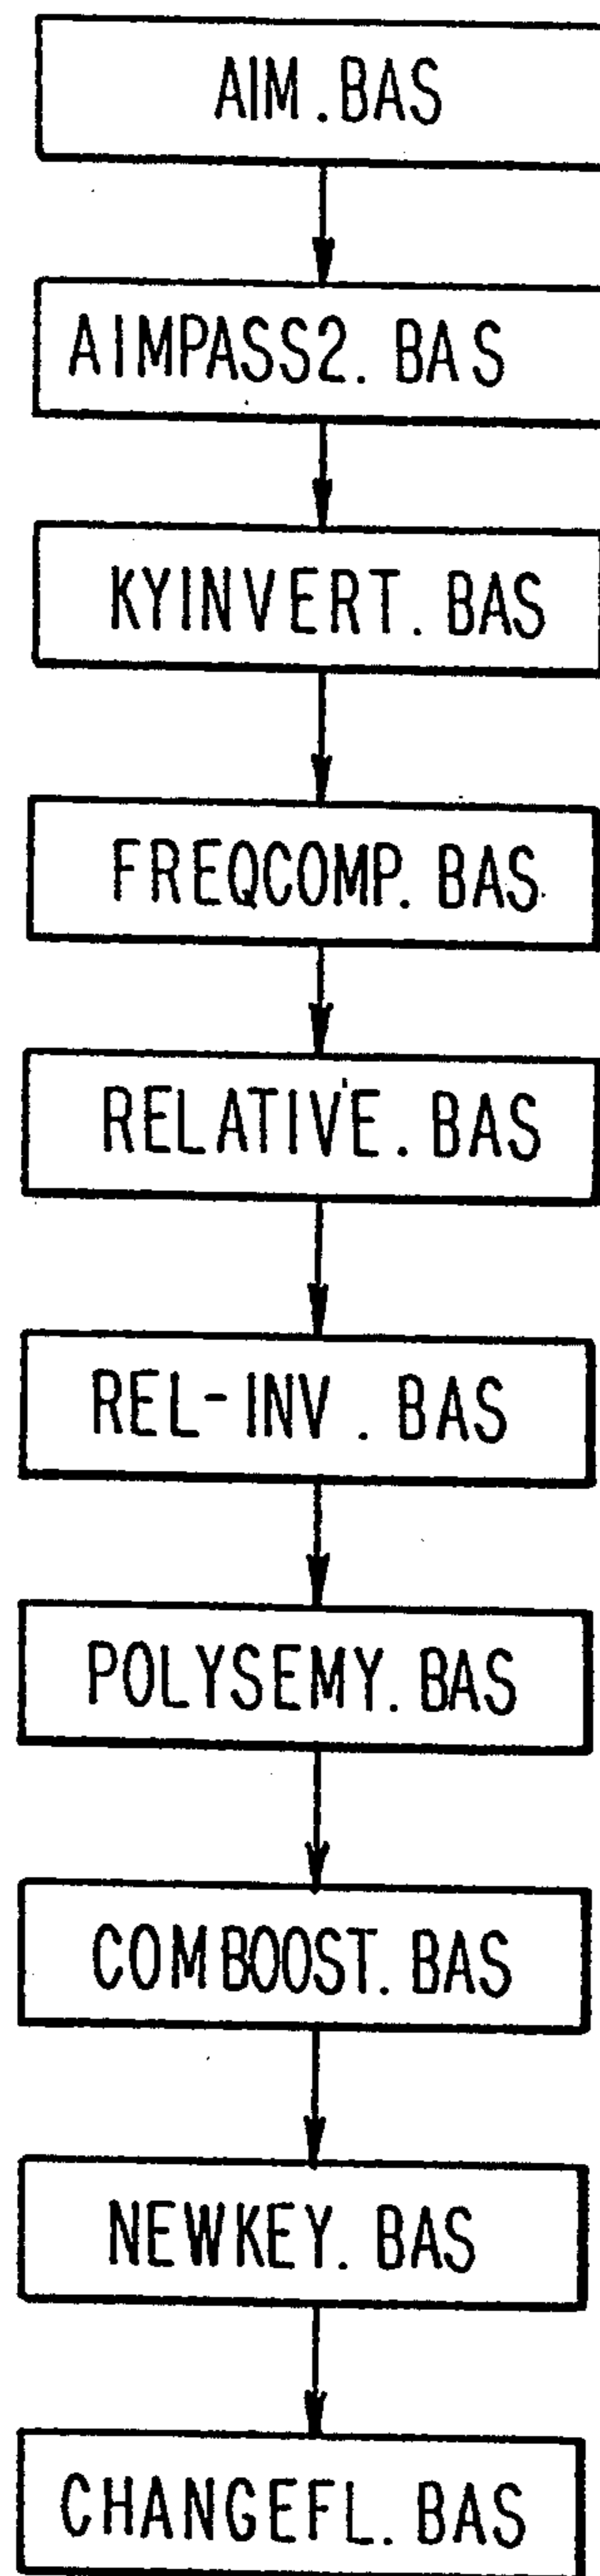 AIM.BAS
AIMPASS2.BAS
KYINVERT.BAS
FREQCOMP.BAS
RELATIVE.BAS
REL-INV.BAS
POLYSEMY.BAS
COMBOOST.BAS
NEWKEY.BAS
CHANGEFL.BAS